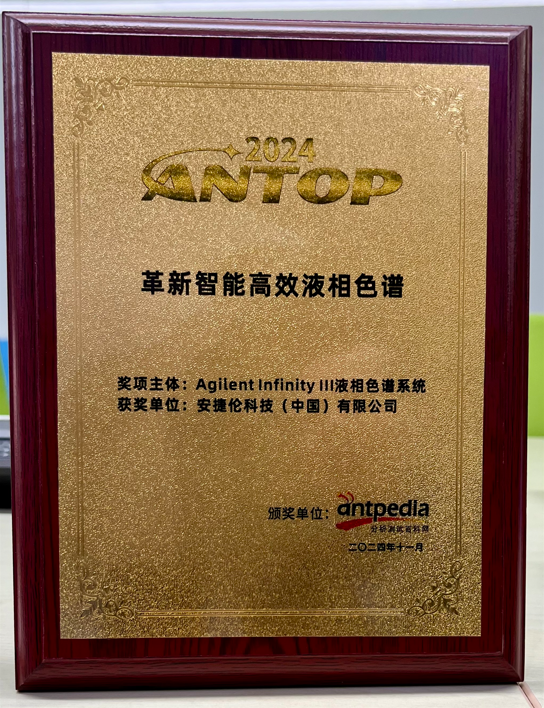 2024
ANTOP
革新智能高效液相色谱
奖项主体：Agilent Infinity III液相色谱系统
获奖单位：安捷伦科技（中国）有限公司
颁奖单位：antpedia
分析测试百科网
二〇二四年十一月